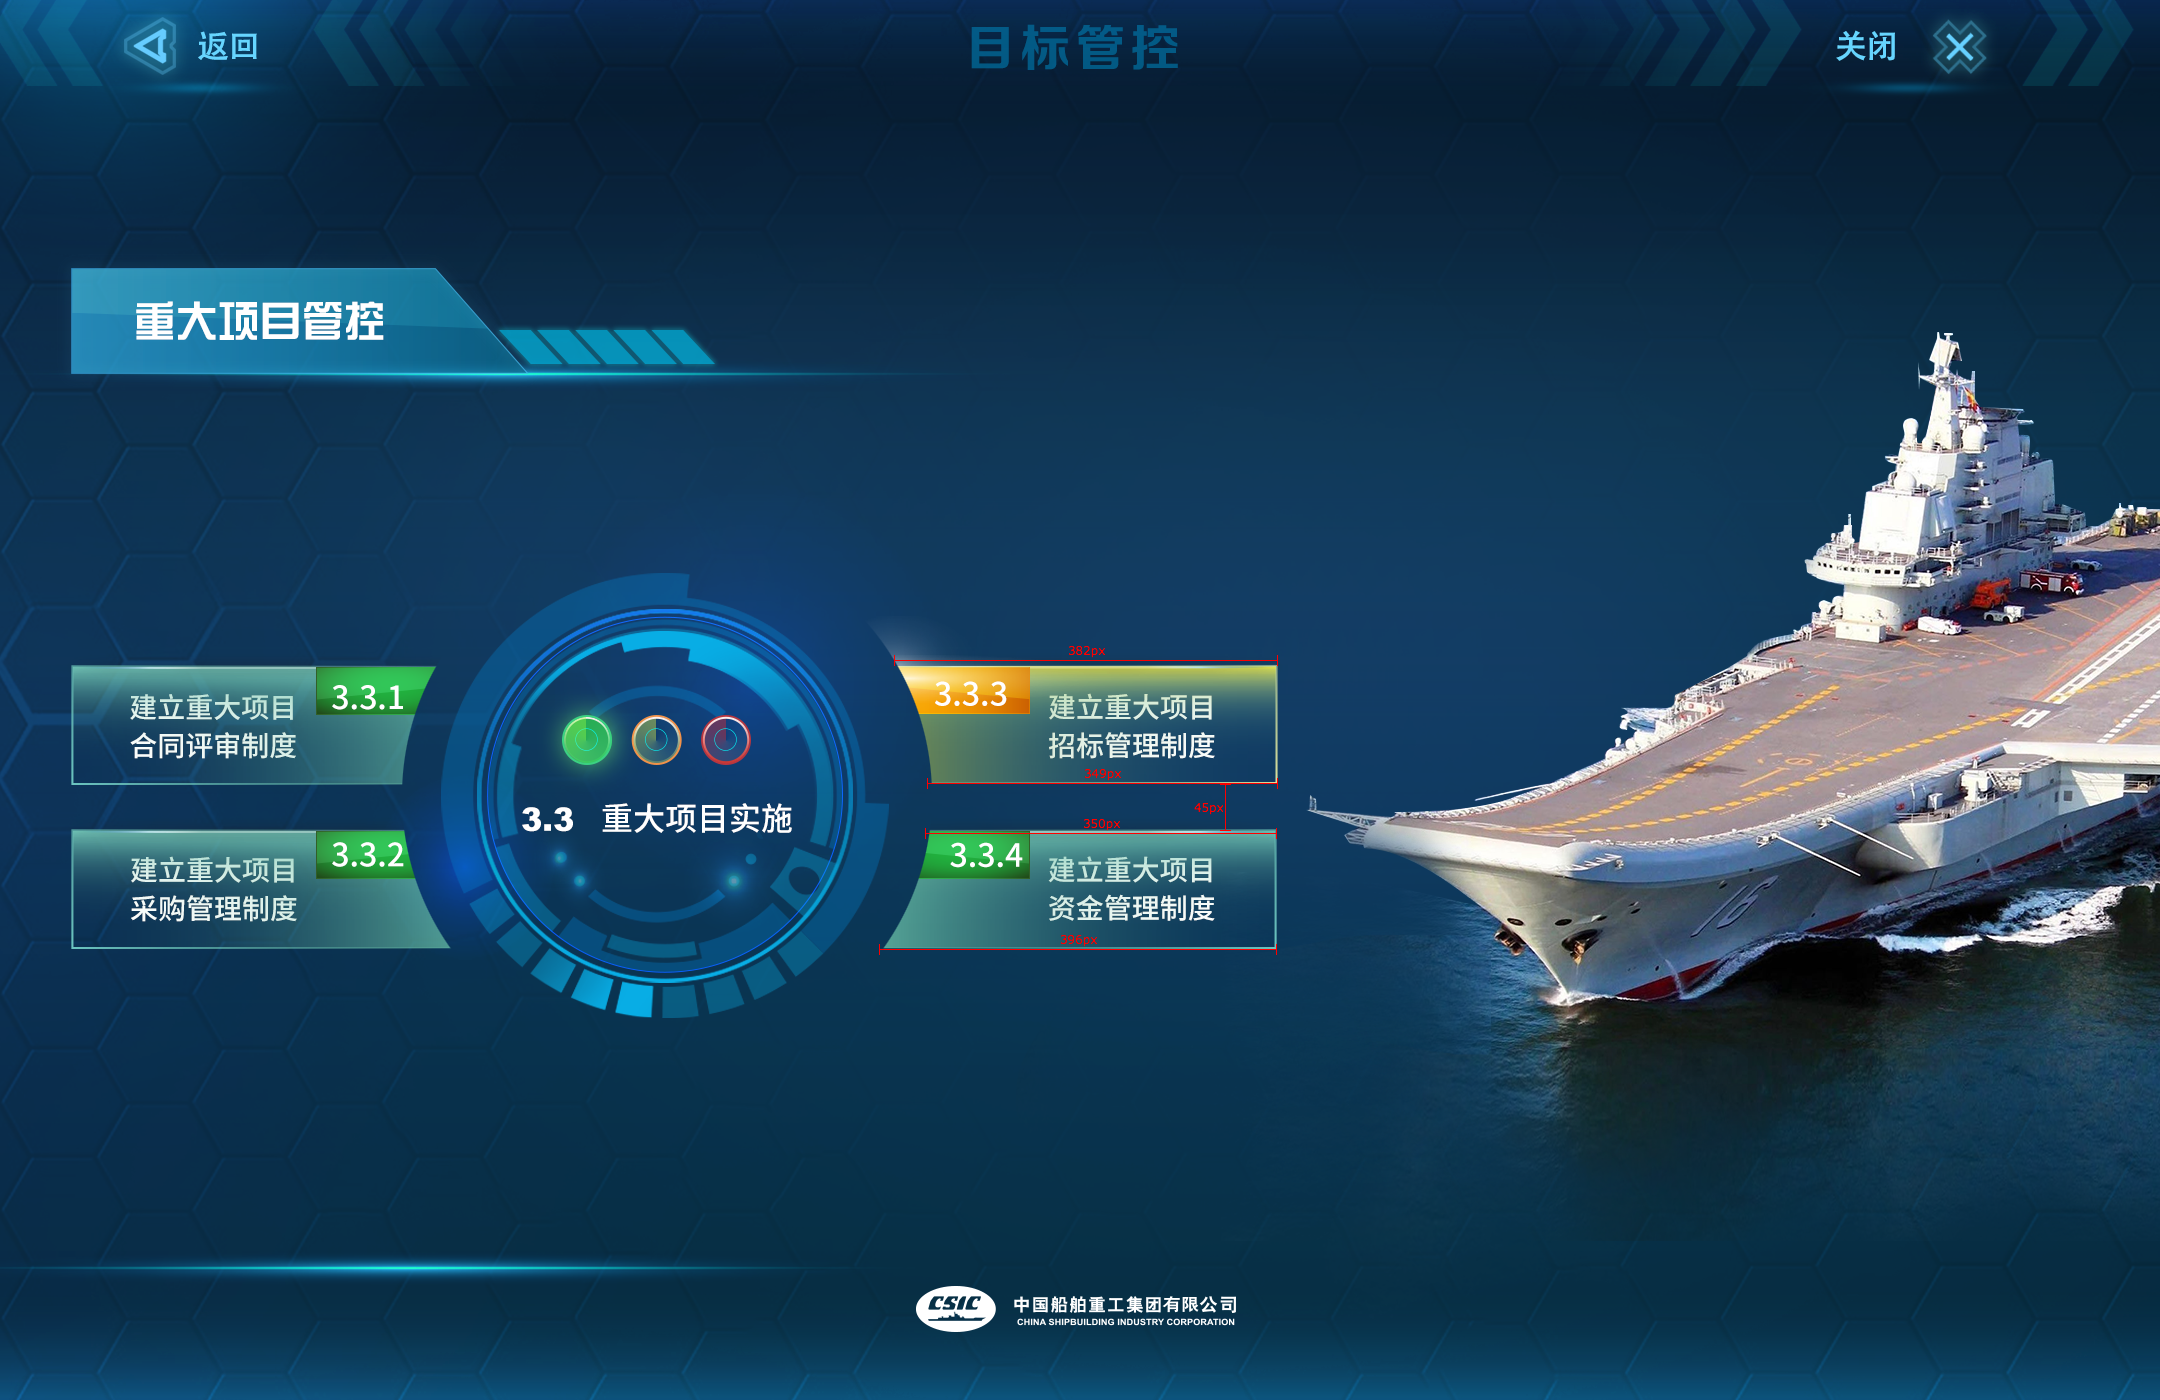 返回
目标管控
关闭
重大项目管控
382px
建立重大项目
合同评审制度
3.3.1
3.3.3
建立重大项目
招标管理制度
349px
3.3 重大项目实施
45px
350px
建立重大项目
采购管理制度
3.3.2
3.3.4
建立重大项目
资金管理制度
396px
16
CSIC
中国船舶重工集团有限公司
CHINA SHIPBUILDING INDUSTRY CORPORATION